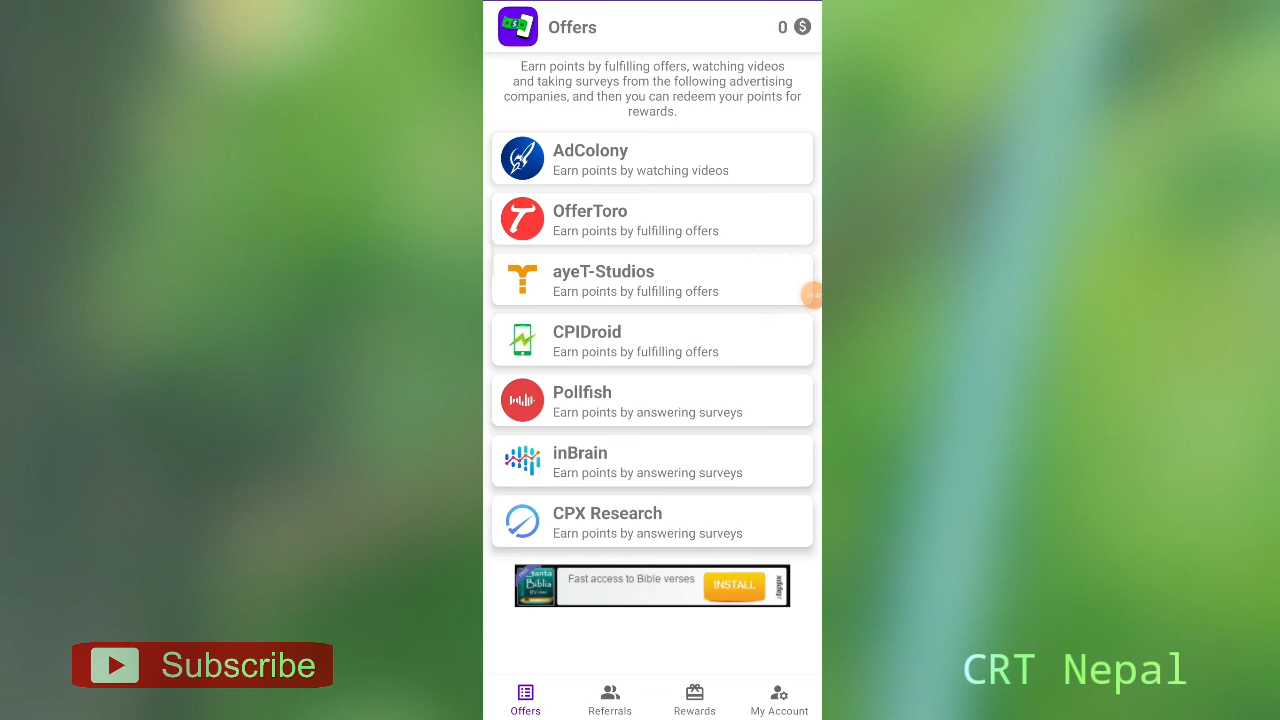 Offers
0
Earn points by fulfilling offers, watching videos
and taking surveys from the following advertising
companies, and then you can redeem your points for
rewards.
AdColony
Earn points by watching videos
OfferToro
Earn points by fulfilling offers
ayeT-Studios
Earn points by fulfilling offers
CPIDroid
Earn points by fulfilling offers
Pollfish
Earn points by answering surveys
inBrain
Earn points by answering surveys
CPX Research
Earn points by answering surveys
Biblia
Fast access to Bible verses
INSTALL
Subscribe
CRT Nepal
Offers
Referrals
Rewards
My Account